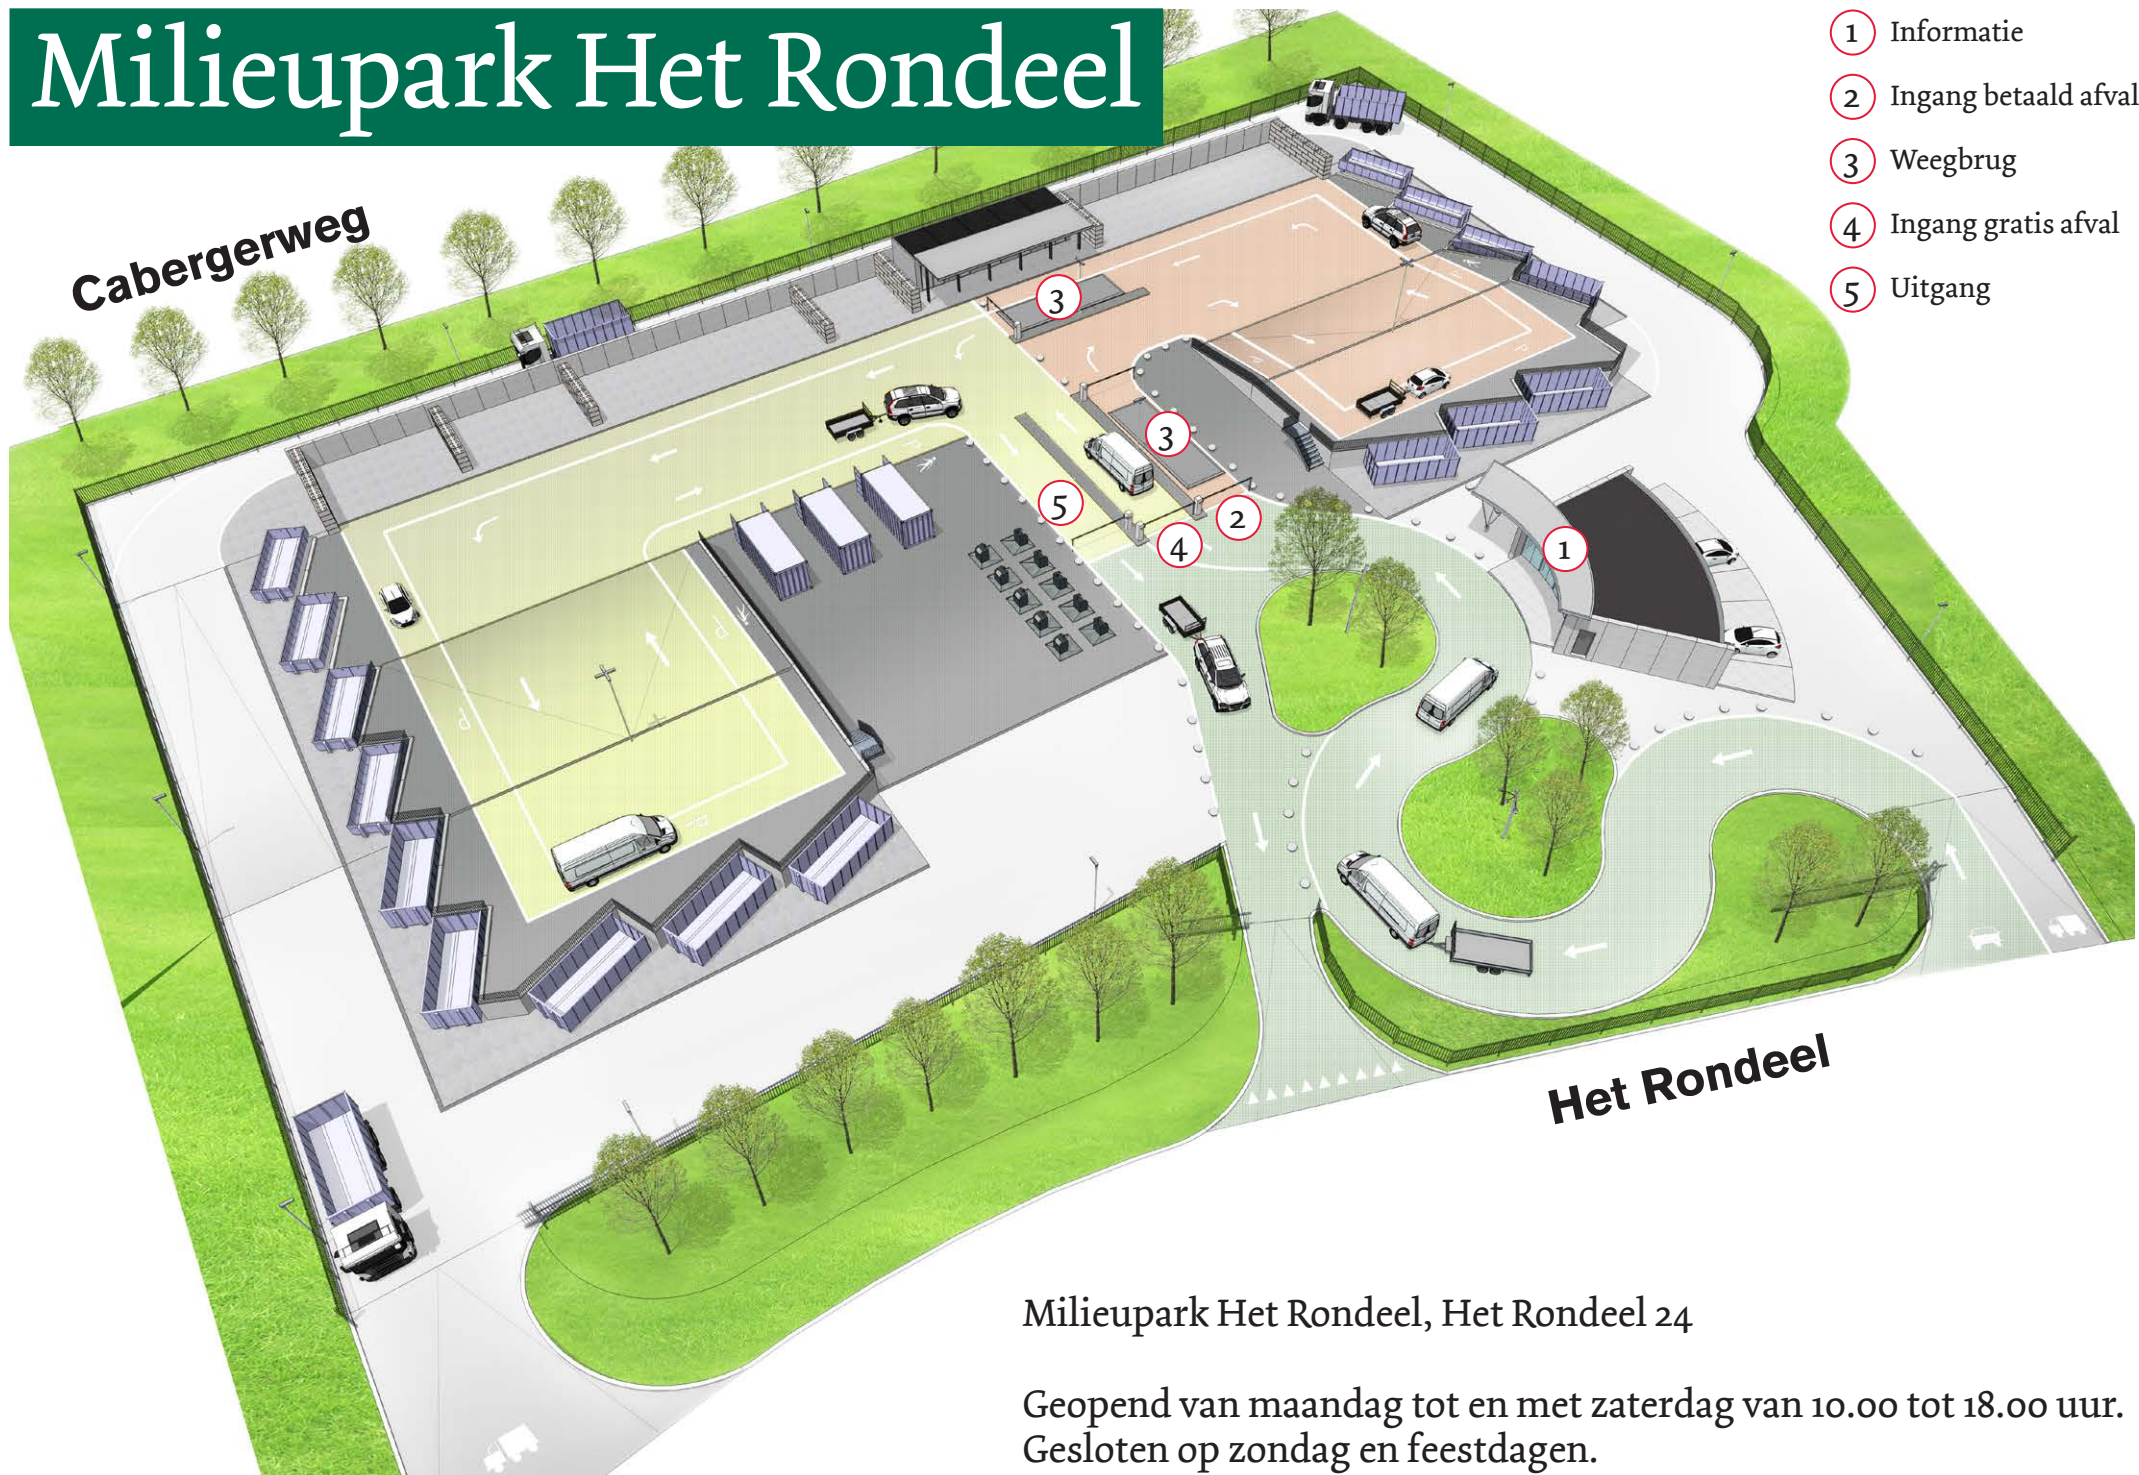 Milieupark Het Rondeel
1 Informatie
2 Ingang betaald afval
3 Weegbrug
4 Ingang gratis afval
5 Uitgang
Cabergerweg
3
3
5
2
4
1
Het Rondeel
Milieupark Het Rondeel, Het Rondeel 24
Geopend van maandag tot en met zaterdag van 10.00 tot 18.00 uur.
Gesloten op zondag en feestdagen.